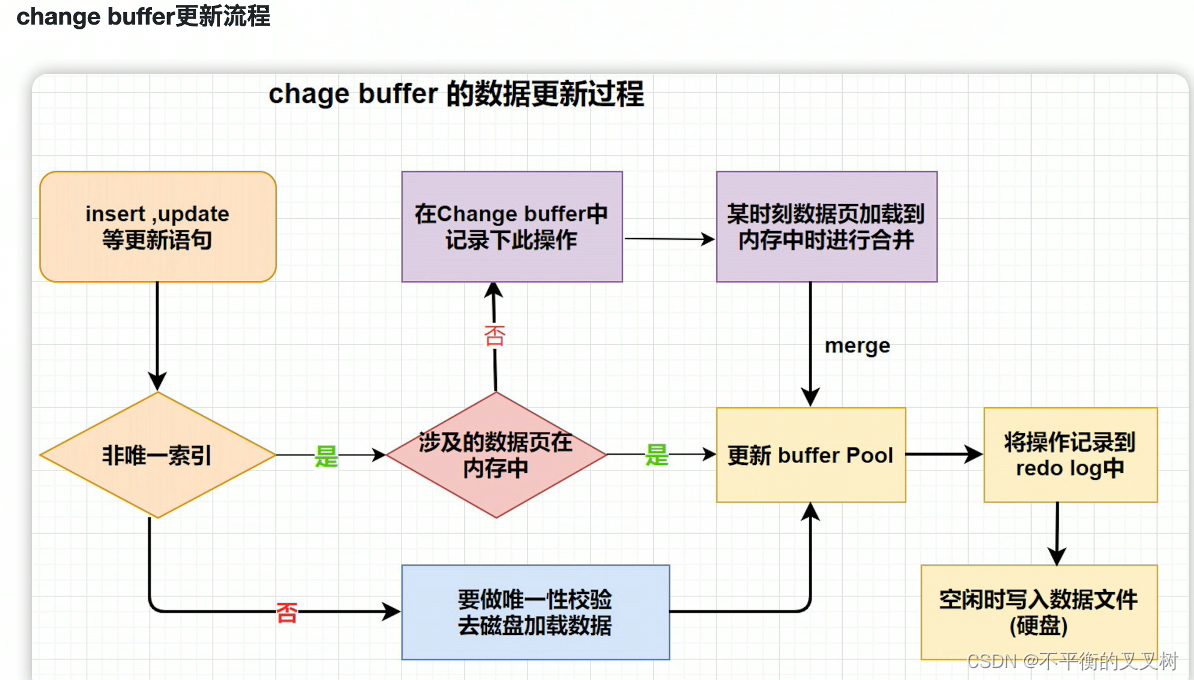 change buffer更新流程
chage buffer 的数据更新过程
insert ,update
等更新语句
在Change buffer中
记录下此操作
某时刻数据页加载到
内存中时进行合并
否
merge
非唯一索引
是
涉及的数据页在
内存中
是
更新 buffer Pool
将操作记录到
redo log中
否
要做唯一性校验
去磁盘加载数据
空闲时写入数据文件
(硬盘)
CSDN @不平衡的叉叉树